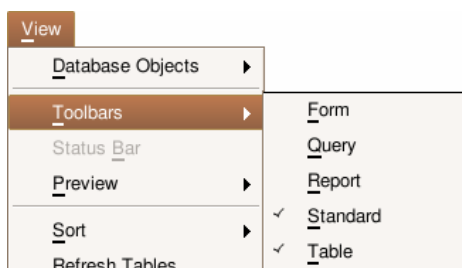 View
Database Objects
Toolbars
Status Bar
Preview
Sort
Refresh Tables
Form
Query
Report
Standard
Table